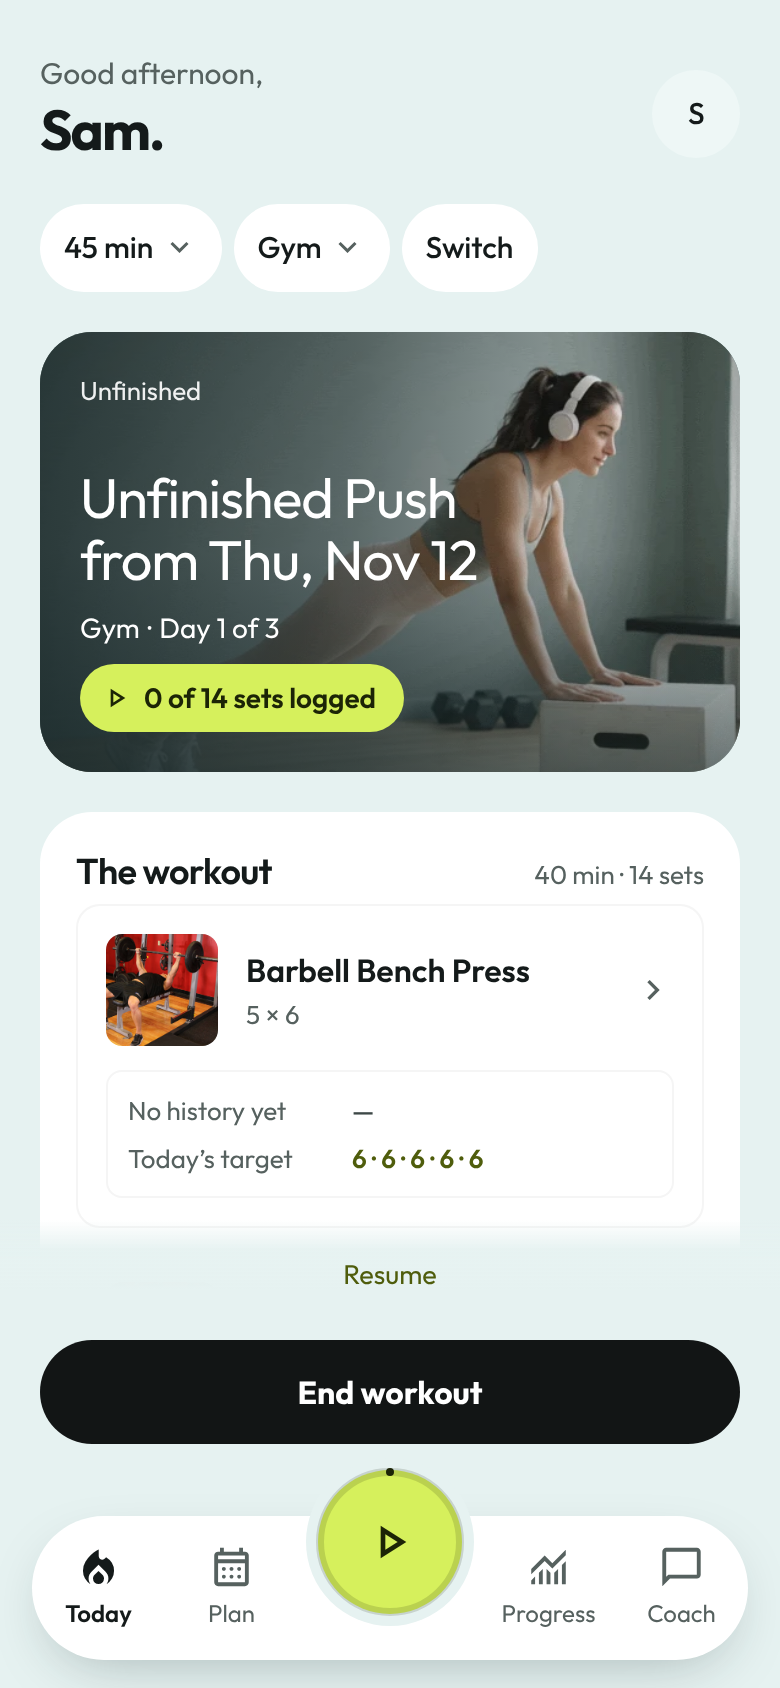 Good afternoon,
Sam.
S
45 min
Gym
Switch
Unfinished
Unfinished Push
from Thu, Nov 12
Gym · Day 1 of 3
0 of 14 sets logged
The workout
40 min · 14 sets
Barbell Bench Press
5 × 6
No history yet —
Today’s target 6 · 6 · 6 · 6 · 6
Resume
End workout
Today
Plan
Progress
Coach